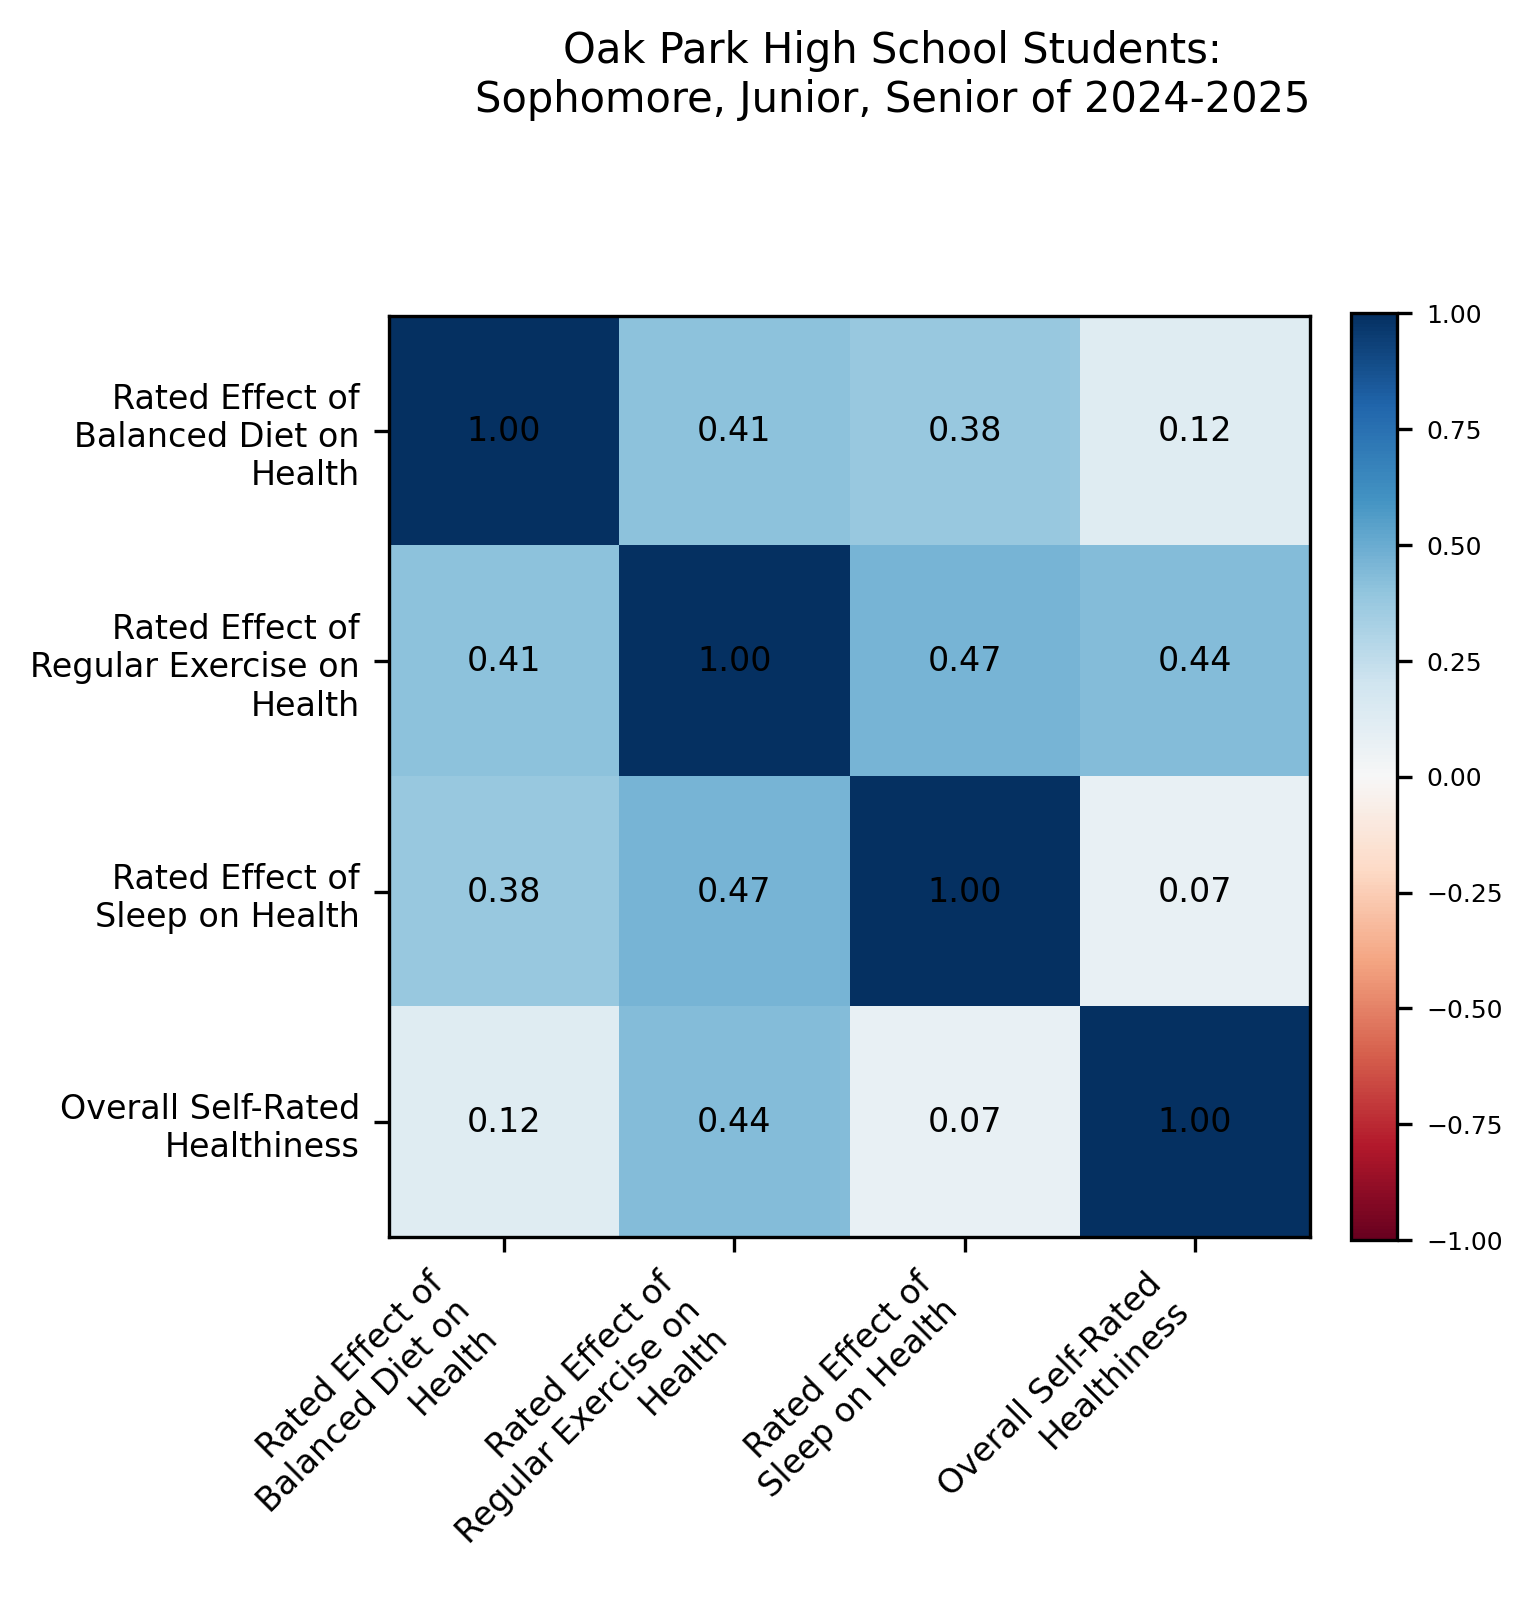 Oak Park High School Students:
Sophomore, Junior, Senior of 2024-2025
Rated Effect of
Balanced Diet on
Health
1.00 0.41 0.38 0.12
Rated Effect of
Regular Exercise on
Health
0.41 1.00 0.47 0.44
Rated Effect of
Sleep on Health
0.38 0.47 1.00 0.07
Overall Self-Rated
Healthiness
0.12 0.44 0.07 1.00
Rated Effect of
Balanced Diet on
Health
Rated Effect of
Regular Exercise on
Health
Rated Effect of
Sleep on Health
Overall Self-Rated
Healthiness
1.00
0.75
0.50
0.25
0.00
−0.25
−0.50
−0.75
−1.00